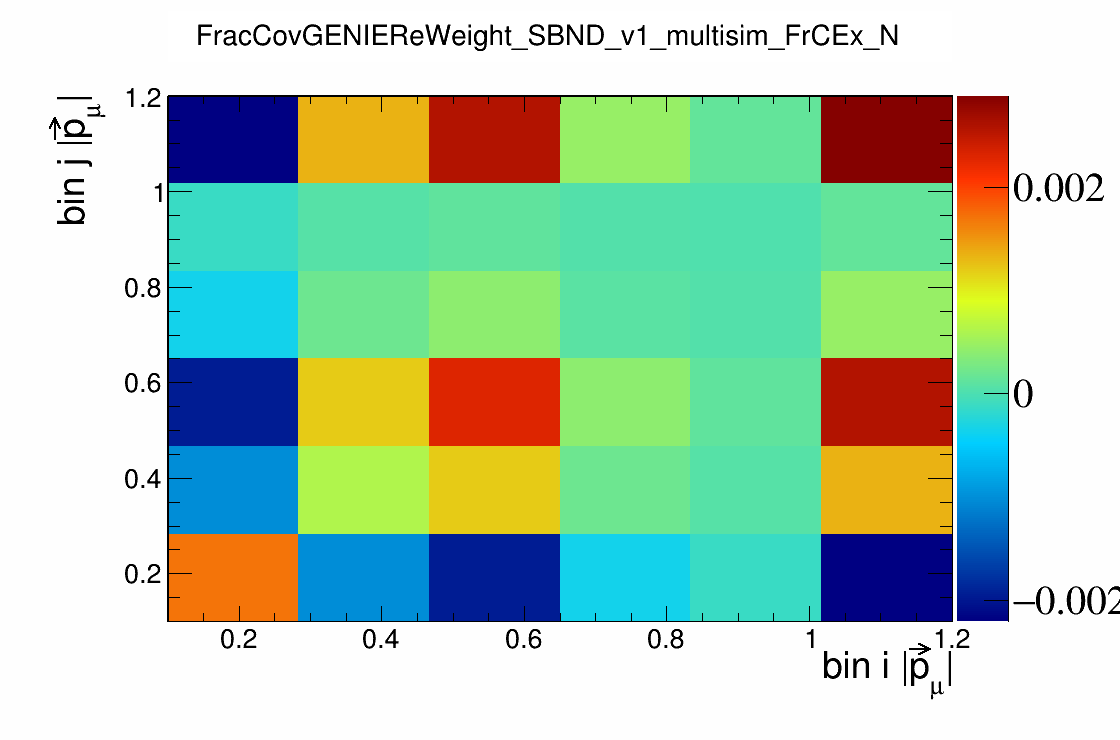 FracCovGENIEReWeight_SBND_v1_multisim_FrCEx_N
bin j |p⃗μ|
1.2
1
0.8
0.6
0.4
0.2
0.2 0.4 0.6 0.8 1 1.2
bin i |p⃗μ|
0.002
0
−0.002